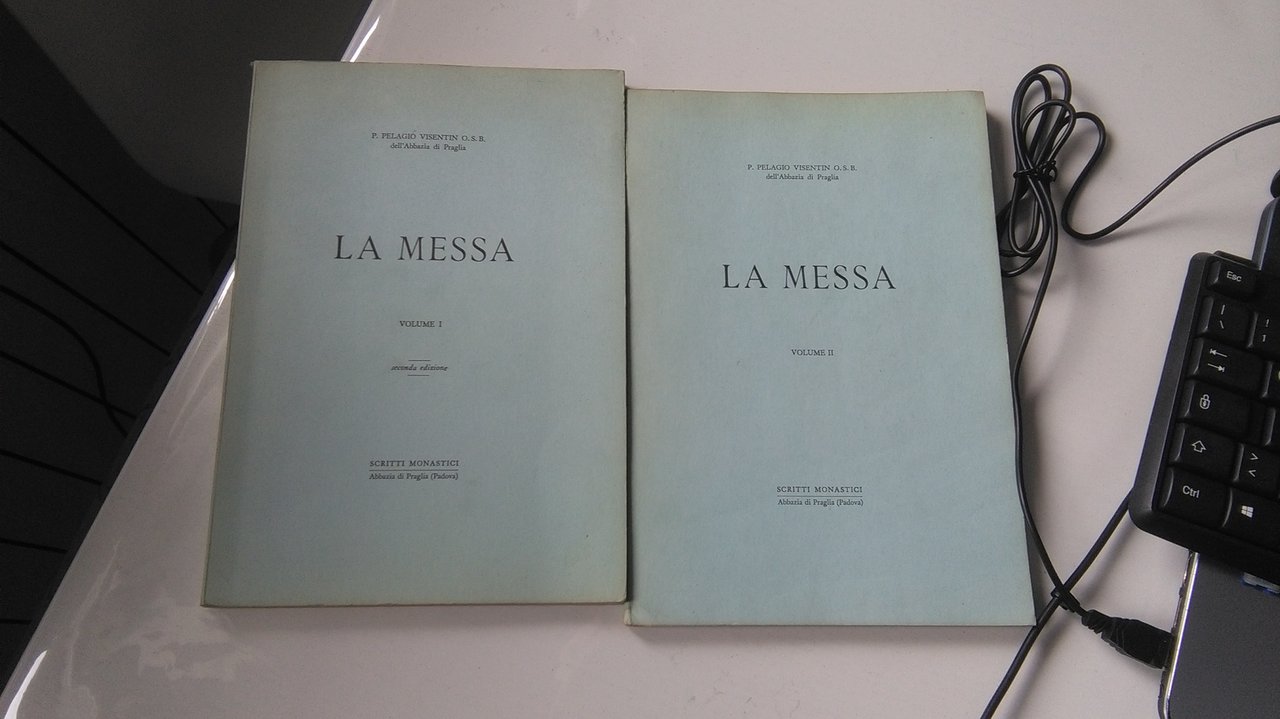 P. PELAGIO VISENTIN O. S. B.
dell'Abbazia di Praglia
LA MESSA
VOLUME I
seconda edizione
SCRITTI MONASTICI
Abbazia di Praglia (Padova)
P. PELAGIO VISENTIN O. S. B.
dell'Abbazia di Praglia
LA MESSA
VOLUME II
SCRITTI MONASTICI
Abbazia di Praglia (Padova)
Esc
| \
! 1
> <
Ctrl